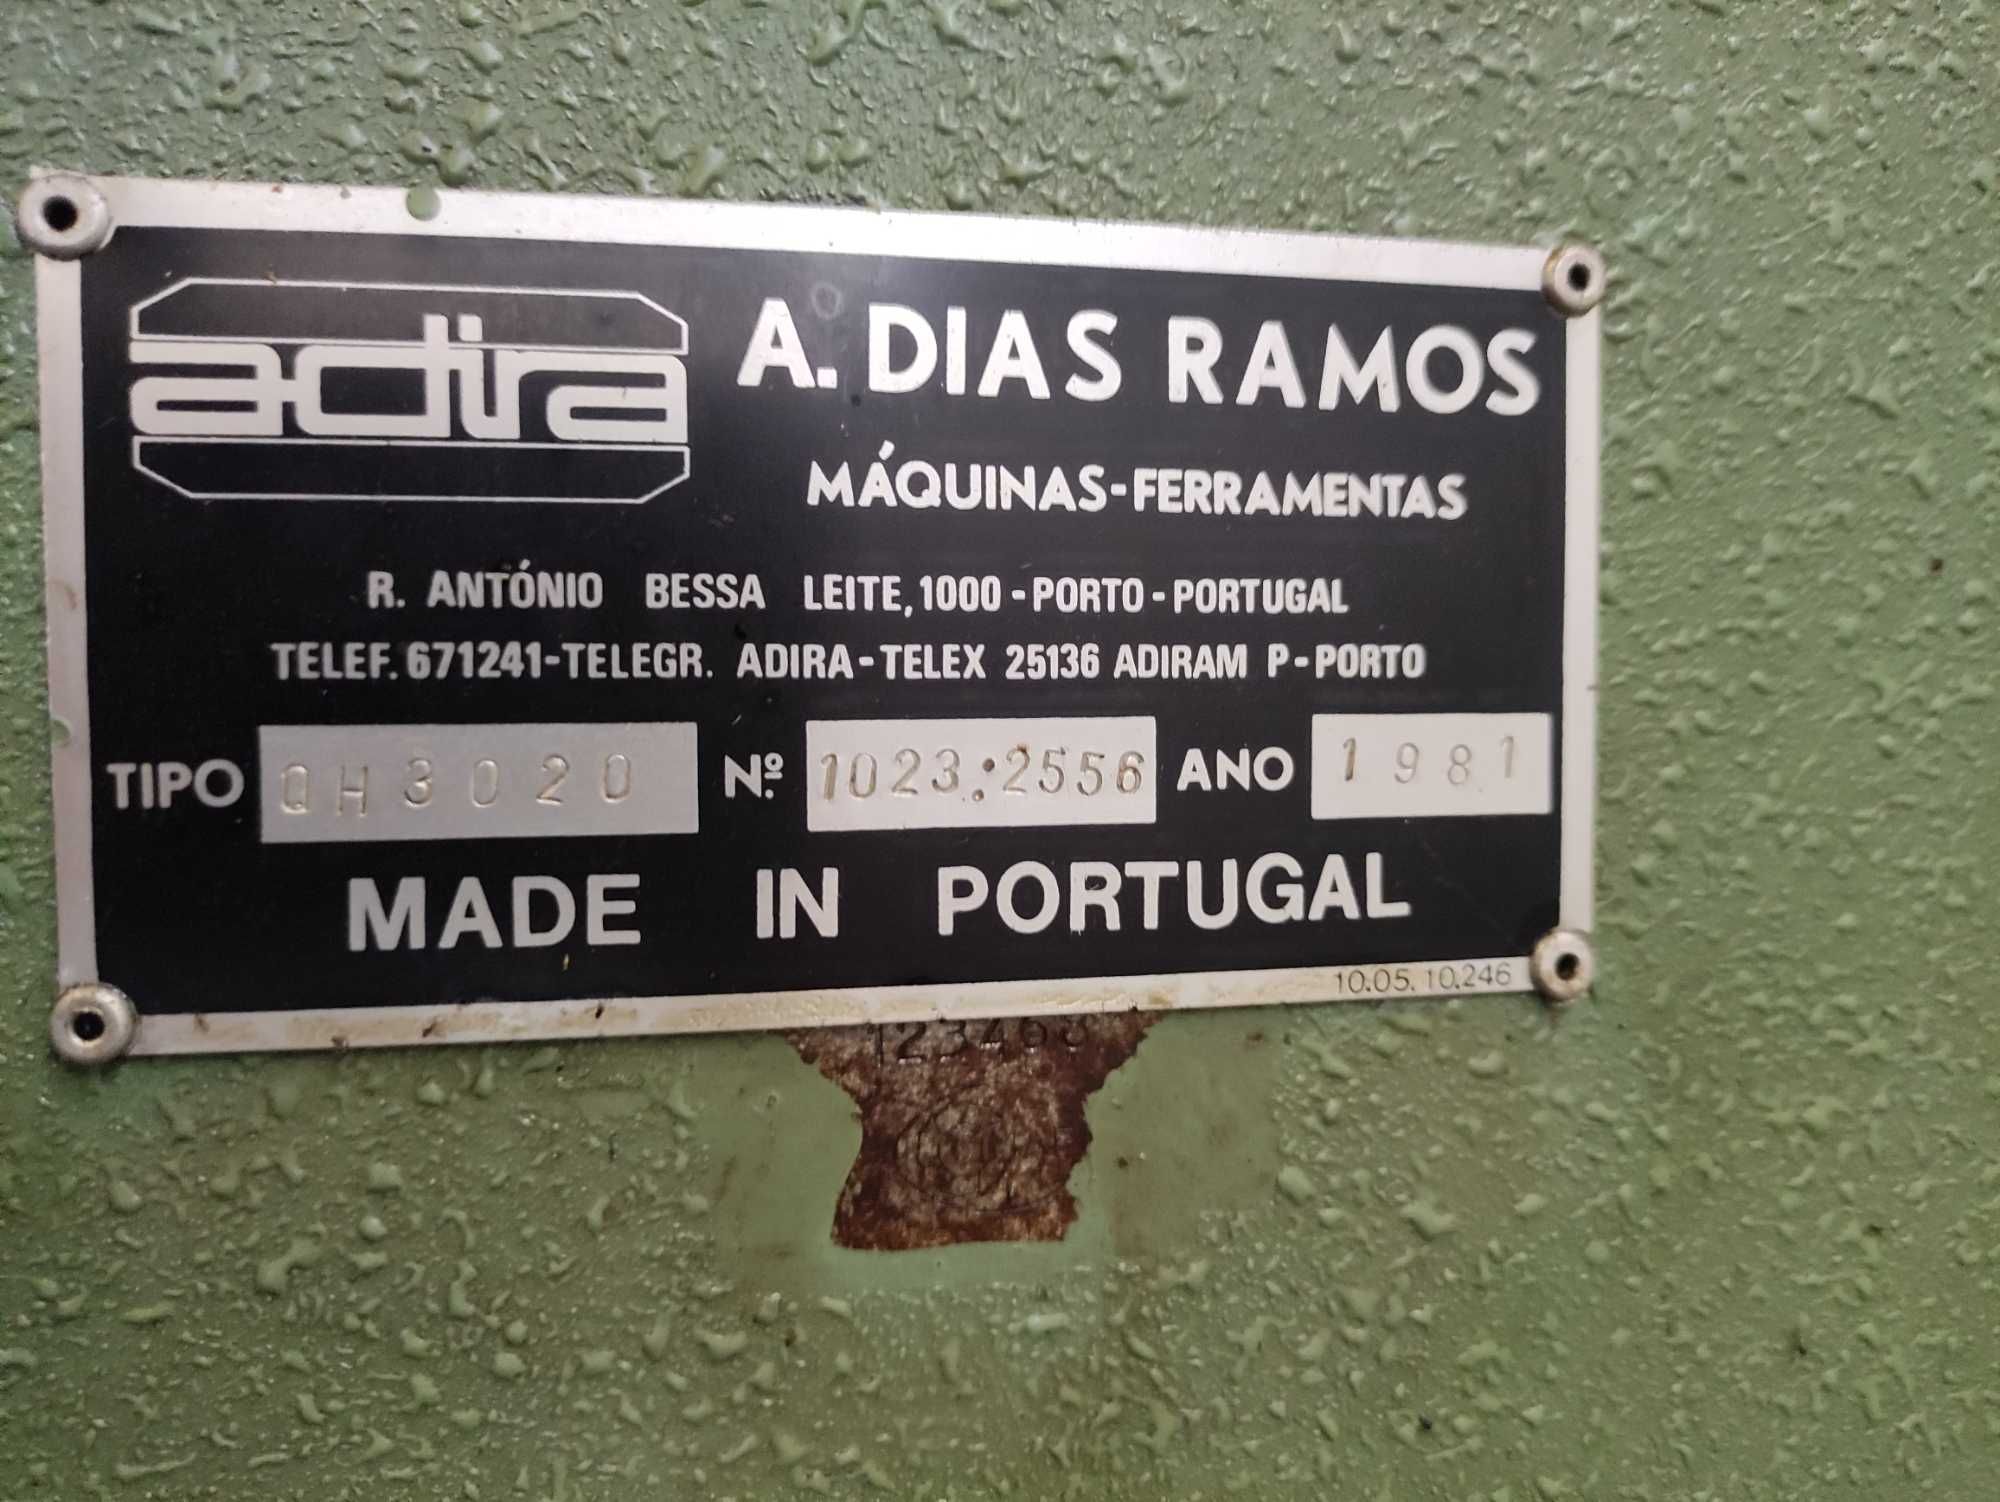 adira
A. DIAS RAMOS
MÁQUINAS-FERRAMENTAS
R. ANTÓNIO BESSA LEITE, 1000 - PORTO - PORTUGAL
TELEF. 671241-TELEGR. ADIRA-TELEX 25136 ADIRAM P-PORTO
TIPO QH3020 Nº. 1023:2556 ANO 1981
MADE IN PORTUGAL
10.05.10.246